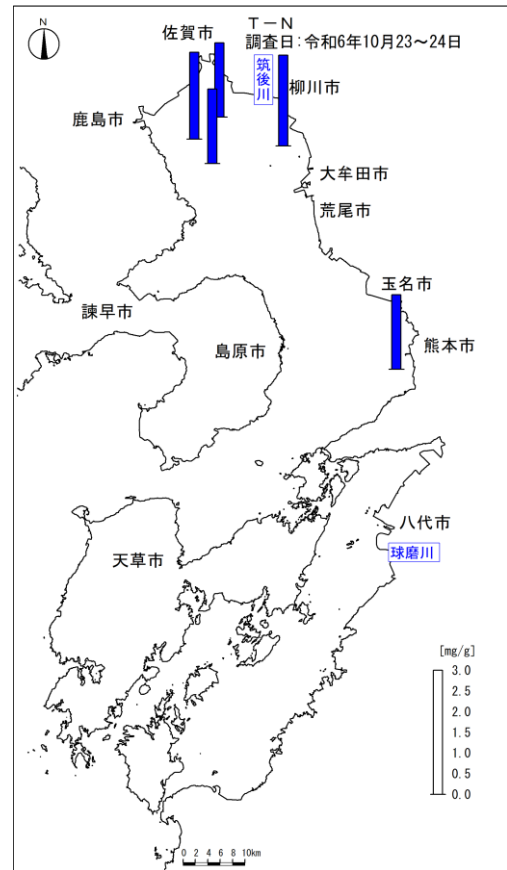 N
T-N
調査日:令和6年10月23~24日
佐賀市
筑後川
柳川市
鹿島市
大牟田市
荒尾市
玉名市
諫早市
島原市
熊本市
八代市
球磨川
天草市
[mg/g]
3.0
2.5
2.0
1.5
1.0
0.5
0.0
0 2 4 6 8 10km